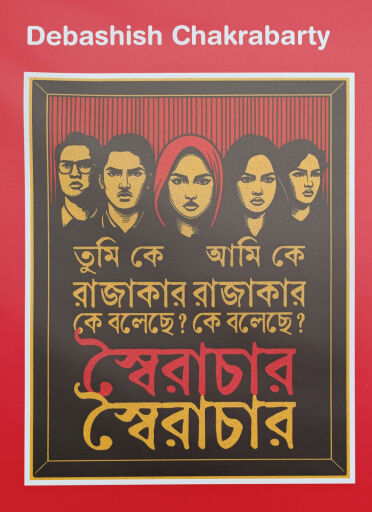 Debashish Chakrabarty
তুমি কে আমি কে
রাজাকার রাজাকার
কে বলেছে? কে বলেছে?
স্বৈরাচার
স্বৈরাচার